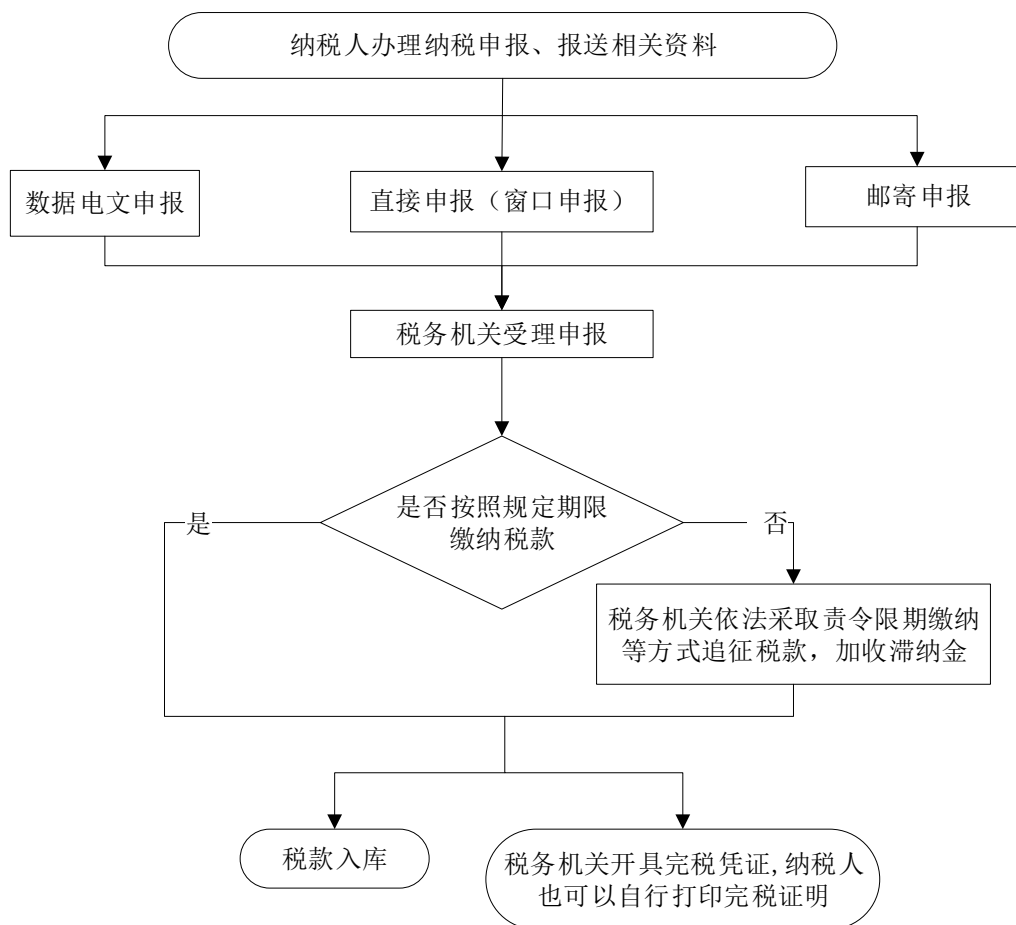 纳税人办理纳税申报、报送相关资料
数据电文申报
直接申报（窗口申报）
邮寄申报
税务机关受理申报
是否按照规定期限
缴纳税款
是
否
税务机关依法采取责令限期缴纳
等方式追征税款，加收滞纳金
税款入库
税务机关开具完税凭证,纳税人
也可以自行打印完税证明